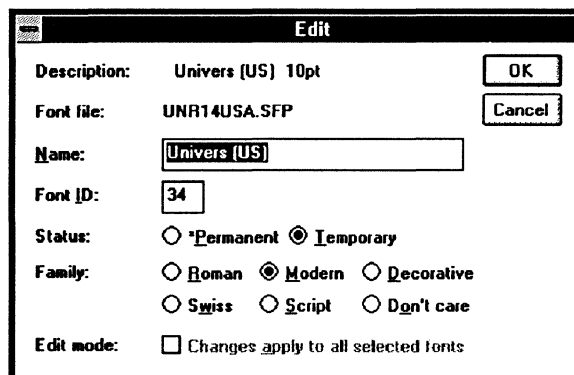 Edit
Description: Univers (US) 10pt
OK
Font file: UNR14USA.SFP
Cancel
Name: Univers (US)
Font ID: 34
Status: *Permanent Temporary
Family: Roman Modern Decorative
Swiss Script Don't care
Edit mode: Changes apply to all selected fonts